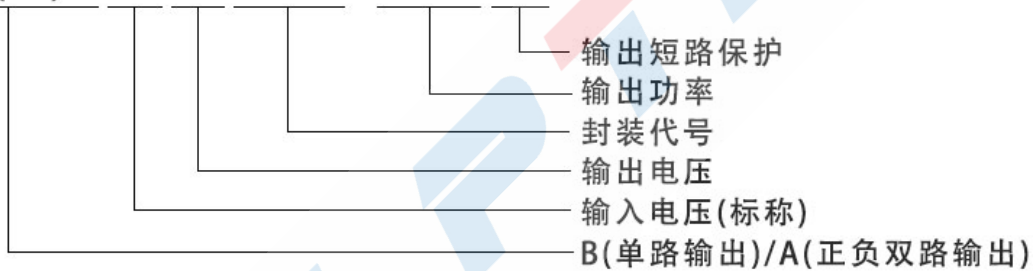 输出短路保护
输出功率
封装代号
输出电压
输入电压(标称)
B(单路输出)/A(正负双路输出)